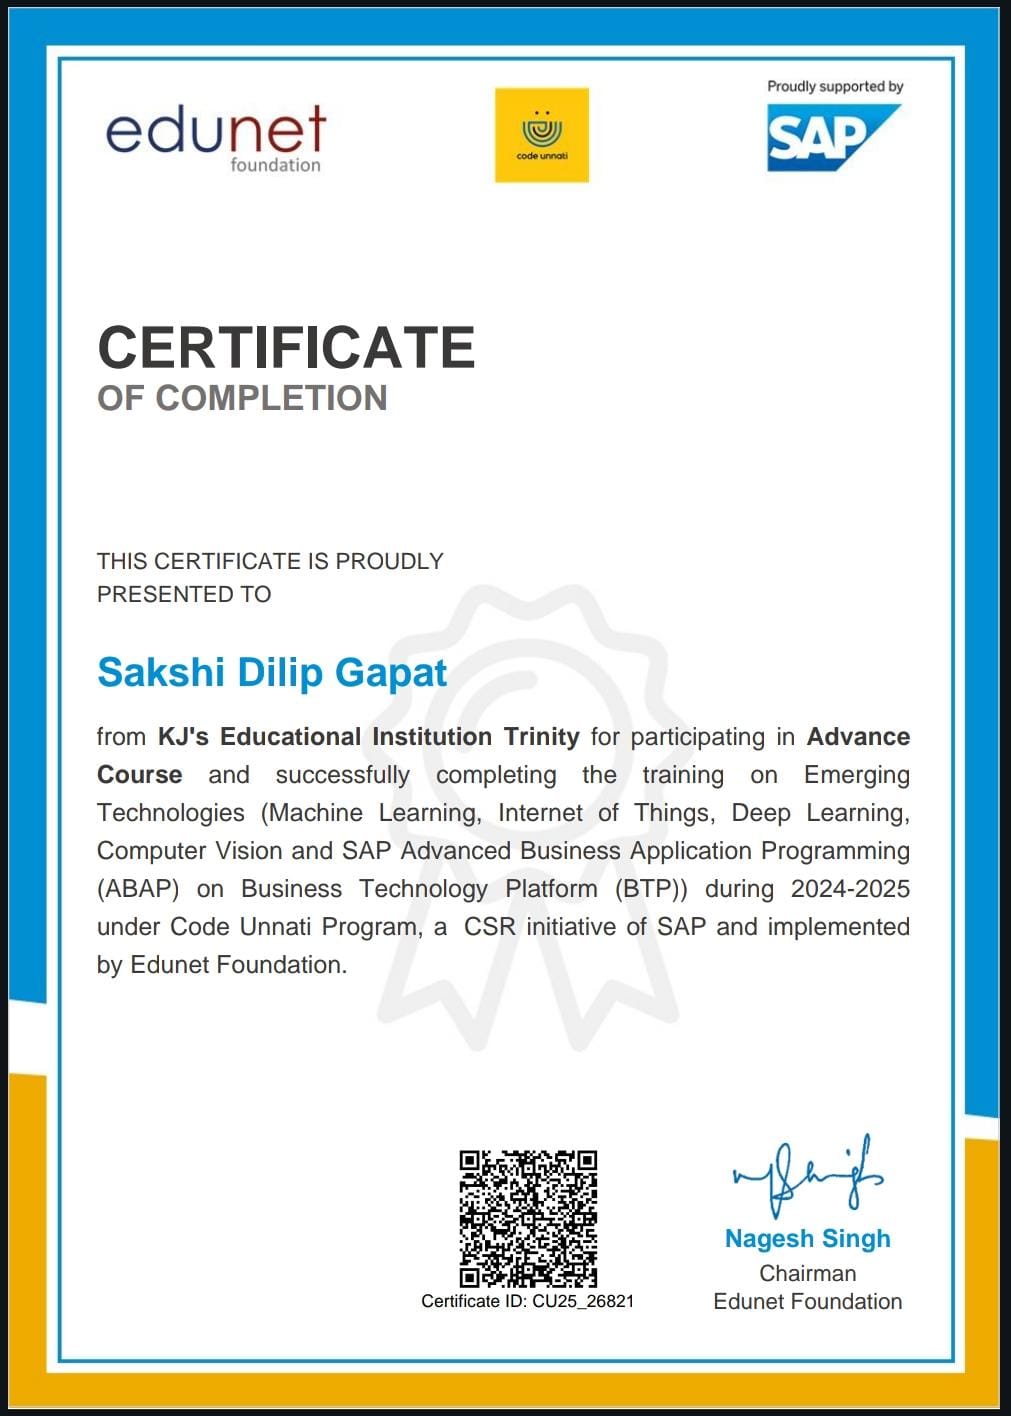 edunet
foundation
code unnati
Proudly supported by
SAP
CERTIFICATE
OF COMPLETION
THIS CERTIFICATE IS PROUDLY
PRESENTED TO
Sakshi Dilip Gapat
from KJ's Educational Institution Trinity for participating in Advance
Course and successfully completing the training on Emerging
Technologies (Machine Learning, Internet of Things, Deep Learning,
Computer Vision and SAP Advanced Business Application Programming
(ABAP) on Business Technology Platform (BTP)) during 2024-2025
under Code Unnati Program, a CSR initiative of SAP and implemented
by Edunet Foundation.
Certificate ID: CU25_26821
Nagesh Singh
Chairman
Edunet Foundation